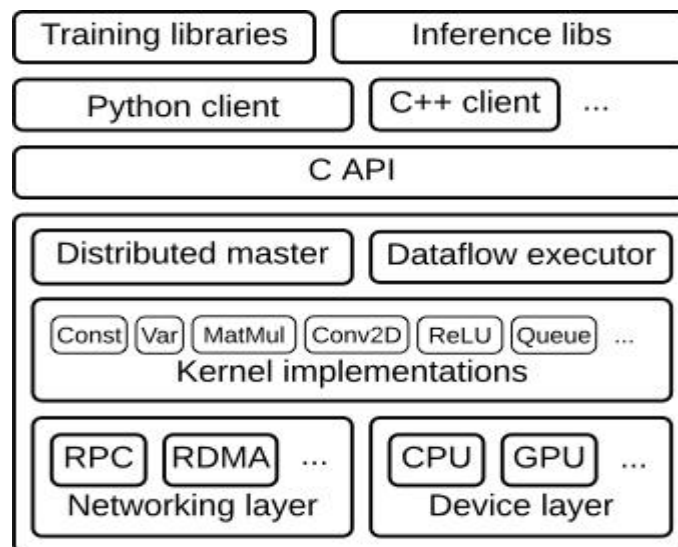 Training libraries Inference libs
Python client C++ client ...
C API
Distributed master Dataflow executor
Const Var MatMul Conv2D ReLU Queue ...
Kernel implementations
RPC RDMA ... CPU GPU ...
Networking layer Device layer